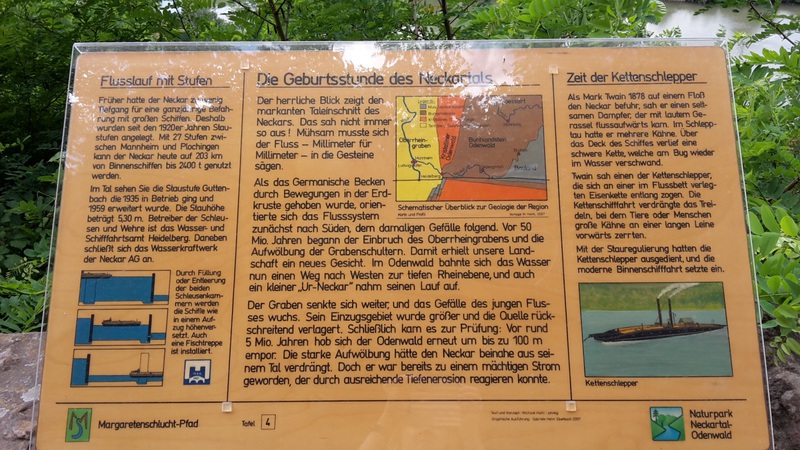 Flusslauf mit Stufen
Früher hatte der Neckar zu wenig
Tiefgang für eine ganzjährige Befah-
rung mit großen Schiffen. Deshalb
wurden seit den 1920er Jahren Stau-
stufen angelegt. Mit 27 Stufen zwi-
schen Mannheim und Plochingen
kann der Neckar heute auf 203 km
von Binnenschiffen bis 2400 t genutzt
werden.
Im Tal sehen Sie die Staustufe Gutten-
bach die 1935 in Betrieb ging und
1959 erweitert wurde. Die Stauhöhe
beträgt 5,30 m. Betreiber der Schleu-
sen und Wehre ist das Wasser- und
Schifffahrtsamt Heidelberg. Daneben
schließt sich das Wasserkraftwerk
der Neckar AG an.
Durch Füllung
oder Entleerung
der beiden
Schleusenkam-
mern werden
die Schiffe wie
in einem Auf-
zug höhenver-
setzt. Auch
eine Fischtreppe
ist installiert.
Die Geburtsstunde des Neckartals
Der herrliche Blick zeigt den
markanten Taleinschnitt des
Neckars. Das sah nicht immer
so aus! Mühsam musste sich
der Fluss – Millimeter für
Millimeter – in die Gesteine
sägen.
Als das Germanische Becken
durch Bewegungen in der Erd-
kruste gehoben wurde, orien-
tierte sich das Flusssystem
zunächst nach Süden, dem damaligen Gefälle folgend. Vor 50
Mio. Jahren begann der Einbruch des Oberrheingrabens und die
Aufwölbung der Grabenschultern. Damit erhielt unsere Land-
schaft ein neues Gesicht. Im Odenwald bahnte sich das Wasser
nun einen Weg nach Westen zur tiefen Rheinebene, und auch
ein kleiner „Ur-Neckar“ nahm seinen Lauf auf.
Der Graben senkte sich weiter, und das Gefälle des jungen Flus-
ses wuchs. Sein Einzugsgebiet wurde größer und die Quelle rück-
schreitend verlagert. Schließlich kam es zur Prüfung: Vor rund
5 Mio. Jahren hob sich der Odenwald erneut um bis zu 100 m
empor. Die starke Aufwölbung hätte den Neckar beinahe aus sei-
nem Tal verdrängt. Doch er war bereits zu einem mächtigen Strom
geworden, der durch ausreichende Tiefenerosion reagieren konnte.
Oberrhein-
graben
Buntsandstein
Odenwald
Schematischer Überblick zur Geologie der Region
Zeit der Kettenschlepper
Als Mark Twain 1878 auf einem Floß
den Neckar befuhr, sah er einen selt-
samen Dampfer, der mit lautem Ge-
rassel flussaufwärts kam. Im Schlepp-
tau hatte er mehrere Kähne. Über
das Deck des Schiffes verlief eine
schwere Kette, welche am Bug wieder
im Wasser verschwand.
Twain sah einen der Kettenschlepper,
die sich an einer im Flussbett verleg-
ten Eisenkette entlang zogen. Die
Kettenschifffahrt verdrängte das Trei-
deln, bei dem Tiere oder Menschen
große Kähne an einer langen Leine
vorwärts zerrten.
Mit der Stauregulierung hatten die
Kettenschlepper ausgedient, und die
moderne Binnenschifffahrt setzte ein.
Kettenschlepper
Margaretenschlucht-Pfad
Tafel 4
Naturpark
Neckartal-
Odenwald